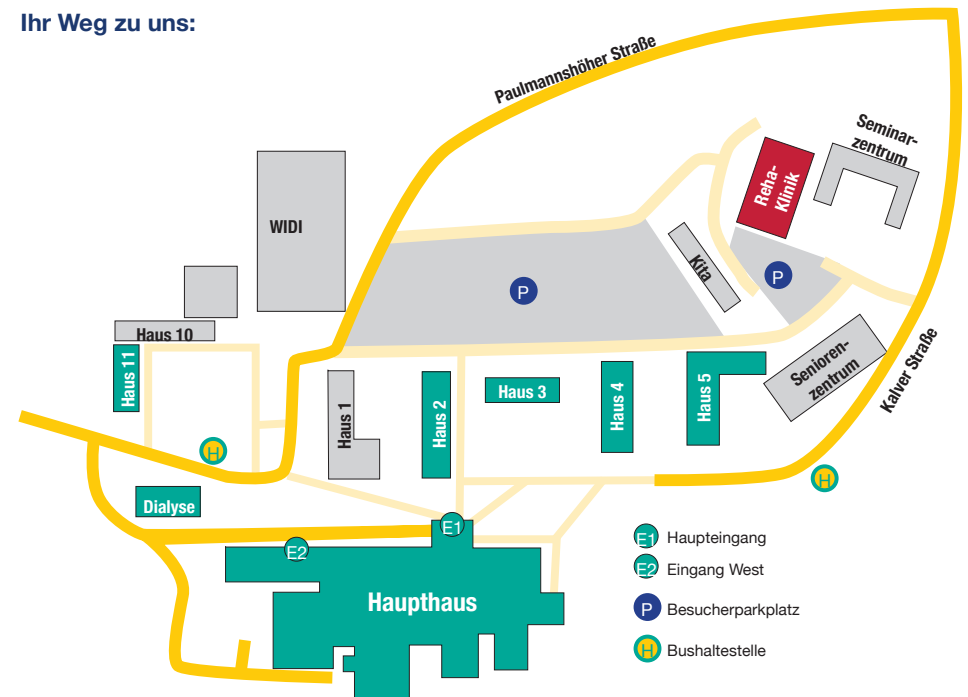 Ihr Weg zu uns:
Paulmannshöher Straße
Seminar-
zentrum
Reha-
Klinik
WIDI
Kita
P
P
Haus 10
Haus 11
Haus 1
Haus 2
Haus 3
Haus 4
Haus 5
Senioren-
zentrum
Kalver Straße
H
H
Dialyse
E1
E2
Haupthaus
E1 Haupteingang
E2 Eingang West
P Besucherparkplatz
H Bushaltestelle